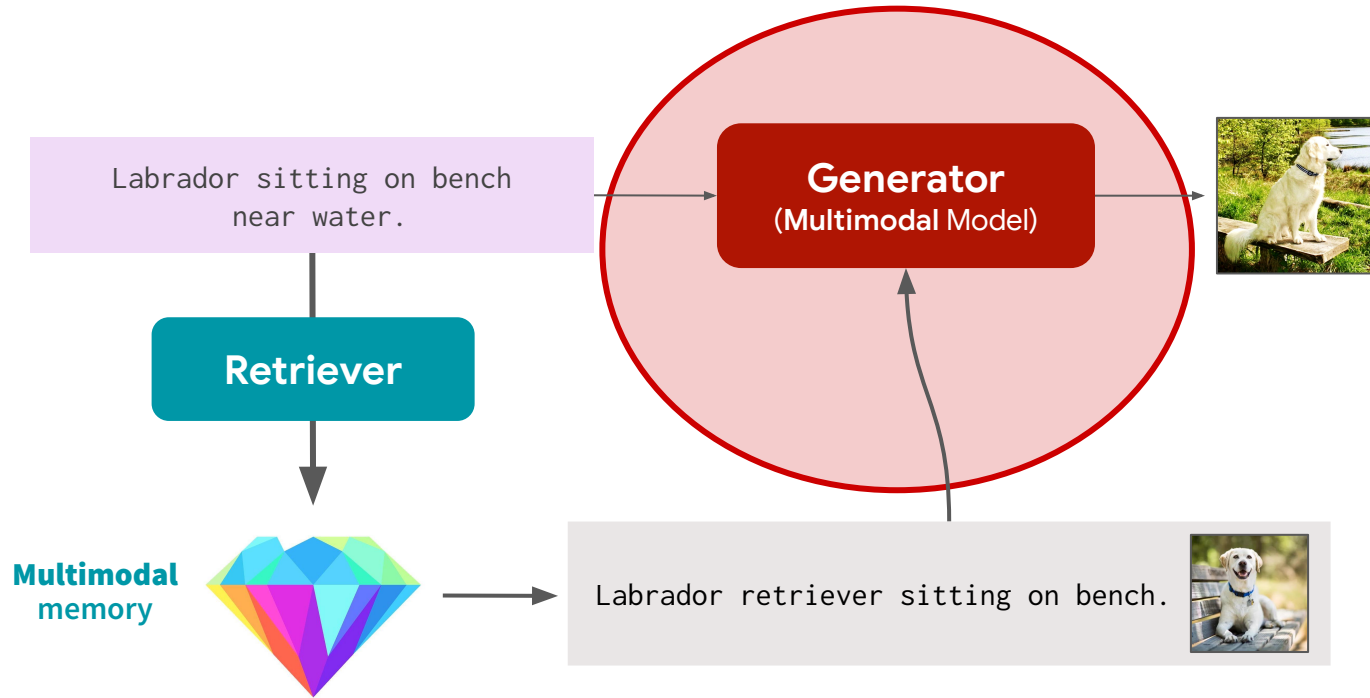 Labrador sitting on bench
near water.
Generator
(Multimodal Model)
Retriever
Multimodal
memory
Labrador retriever sitting on bench.